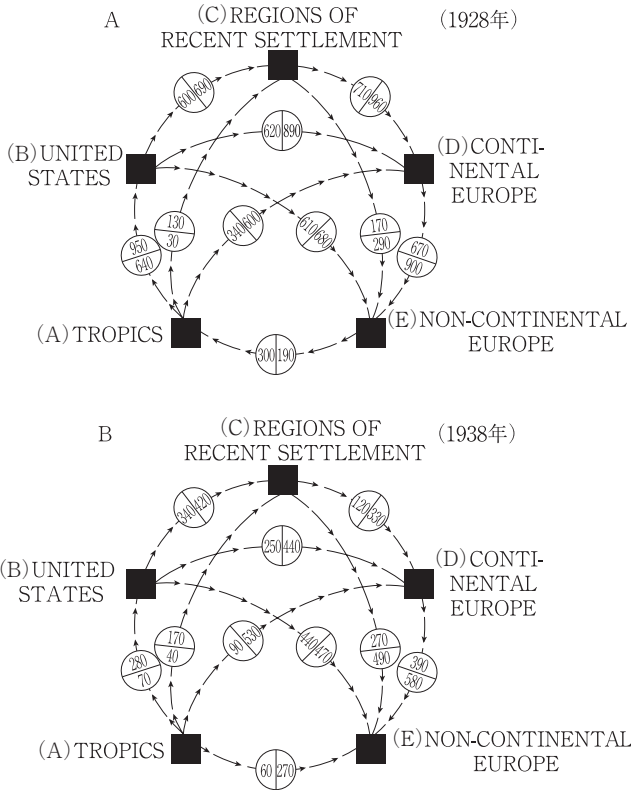 A
(C) REGIONS OF
RECENT SETTLEMENT
(1928年)
600 690
710 960
620 890
(B) UNITED
STATES
(D) CONTI-
NENTAL
EUROPE
950
640
130
30
340 600
610 680
170
290
670
900
(A) TROPICS
(E) NON-CONTINENTAL
EUROPE
300 190
B
(C) REGIONS OF
RECENT SETTLEMENT
(1938年)
340 420
120 330
250 440
(B) UNITED
STATES
(D) CONTI-
NENTAL
EUROPE
280
70
170
40
90 530
440 470
270
490
390
580
(A) TROPICS
(E) NON-CONTINENTAL
EUROPE
60 270